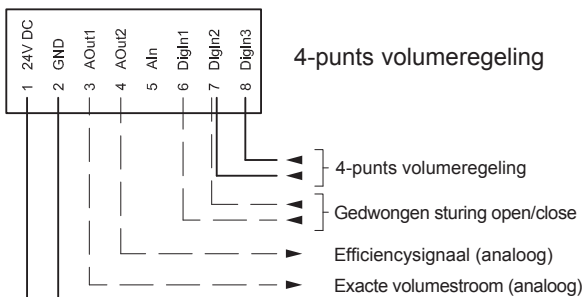 1 24V DC
2 GND
3 AOut1
4 AOut2
5 AIn
6 DigIn1
7 DIgIn2
8 DigIn3
4-punts volumeregeling
4-punts volumeregeling
Gedwongen sturing open/close
Efficiencysignaal (analoog)
Exacte volumestroom (analoog)